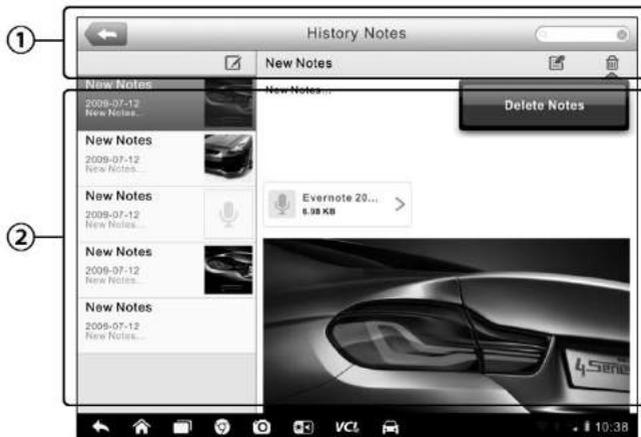 ①
History Notes
New Notes
New Notes
2009-07-12
New Notes...
New Notes...
Delete Notes
New Notes
2009-07-12
New Notes...
New Notes
2009-07-12
New Notes...
Evernote 20...
6.98 KB
②
New Notes
2009-07-12
New Notes...
New Notes
2009-07-12
New Notes...
VCI
10:38